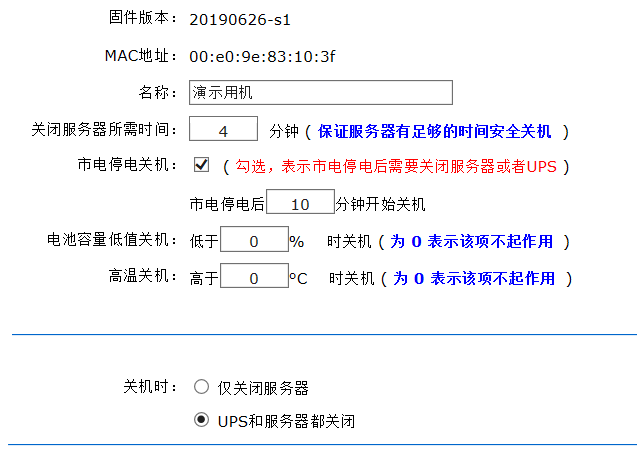 固件版本： 20190626-s1
MAC地址： 00:e0:9e:83:10:3f
名称： 演示用机
关闭服务器所需时间： 4 分钟 ( 保证服务器有足够的时间安全关机 )
市电停电关机： ( 勾选，表示市电停电后需要关闭服务器或者UPS )
市电停电后 10 分钟开始关机
电池容量低值关机： 低于 0 % 时关机 ( 为 0 表示该项不起作用 )
高温关机： 高于 0 °C 时关机 ( 为 0 表示该项不起作用 )
关机时： 仅关闭服务器
UPS和服务器都关闭